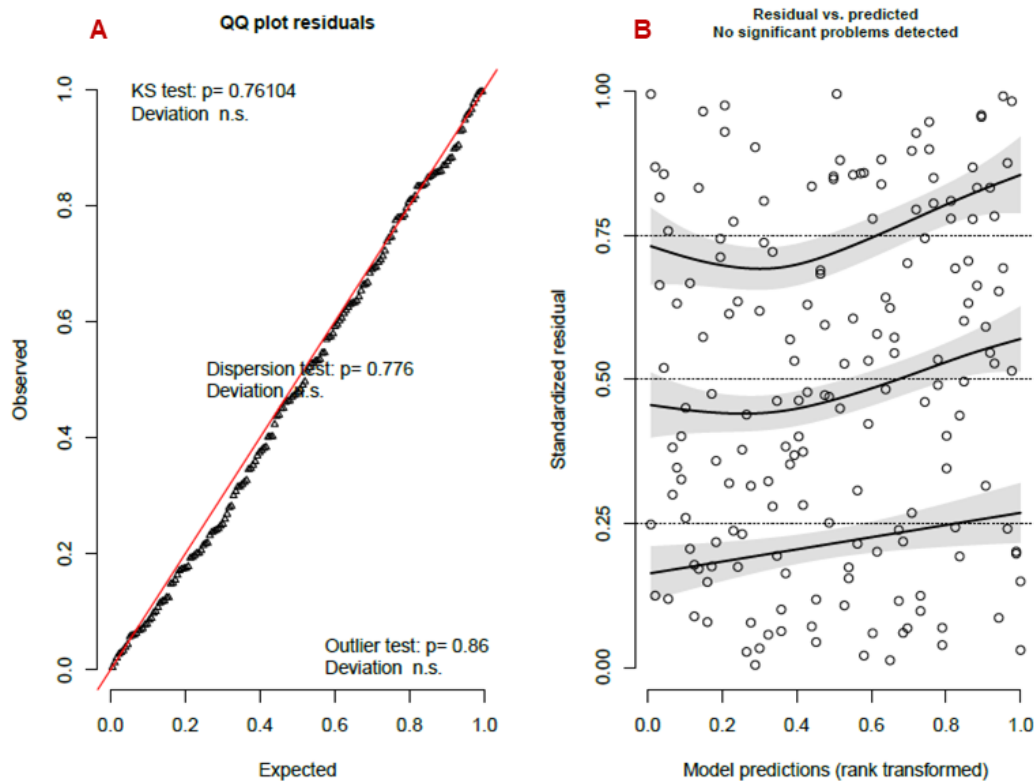 A
QQ plot residuals
KS test: p= 0.76104
Deviation n.s.
Dispersion test: p= 0.776
Deviation n.s.
Outlier test: p= 0.86
Deviation n.s.
Observed
0.0
0.2
0.4
0.6
0.8
1.0
0.0 0.2 0.4 0.6 0.8 1.0
Expected
B
Residual vs. predicted
No significant problems detected
Standardized residual
1.00
0.75
0.50
0.25
0.00
0.0 0.2 0.4 0.6 0.8 1.0
Model predictions (rank transformed)